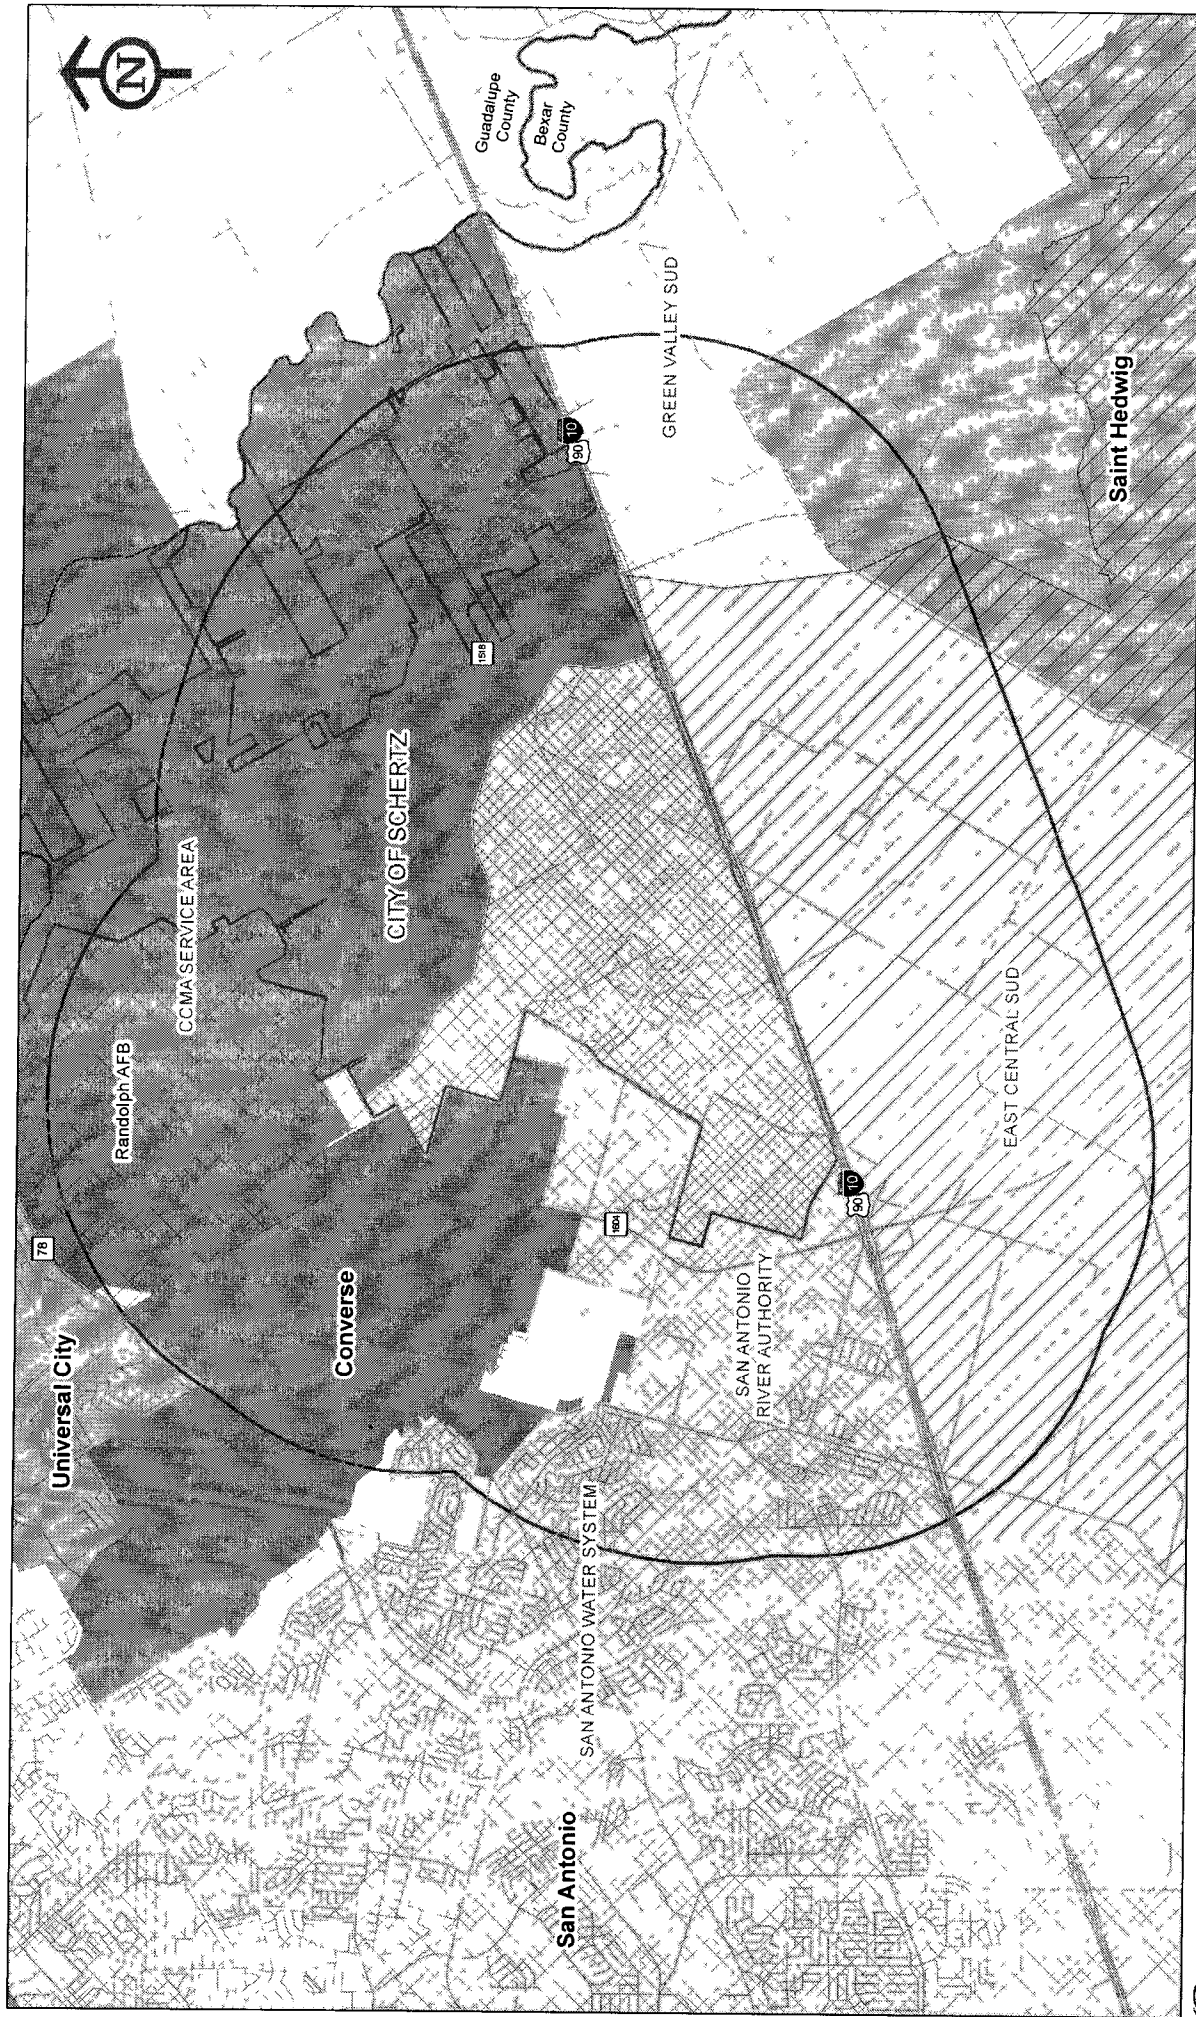 N
Guadalupe
County
Bexar
County
78
Universal City
Randolph AFB
CCMA SERVICE AREA
Converse
CITY OF SCHERTZ
1518
10
90
GREEN VALLEY SUD
Saint Hedwig
1604
10
90
SAN ANTONIO
RIVER AUTHORITY
EAST CENTRAL SUD
SAN ANTONIO WATER SYSTEM
San Antonio